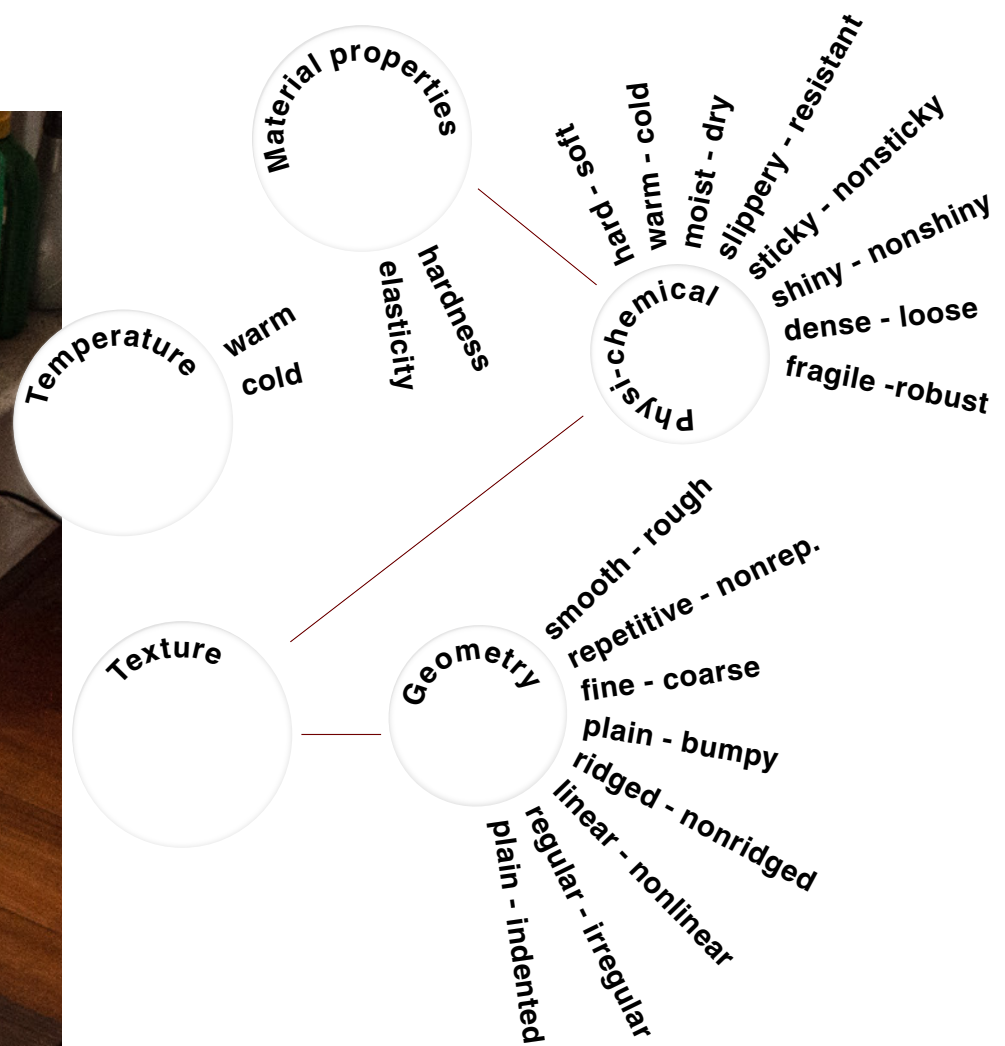 Material properties
elasticity
hardness
Temperature
warm
cold
Physi-chemical
hard - soft
warm - cold
moist - dry
slippery - resistant
sticky - nonsticky
shiny - nonshiny
dense - loose
fragile -robust
Texture
Geometry
smooth - rough
repetitive - nonrep.
fine - coarse
plain - bumpy
ridged - nonridged
linear - nonlinear
regular - irregular
plain - indented